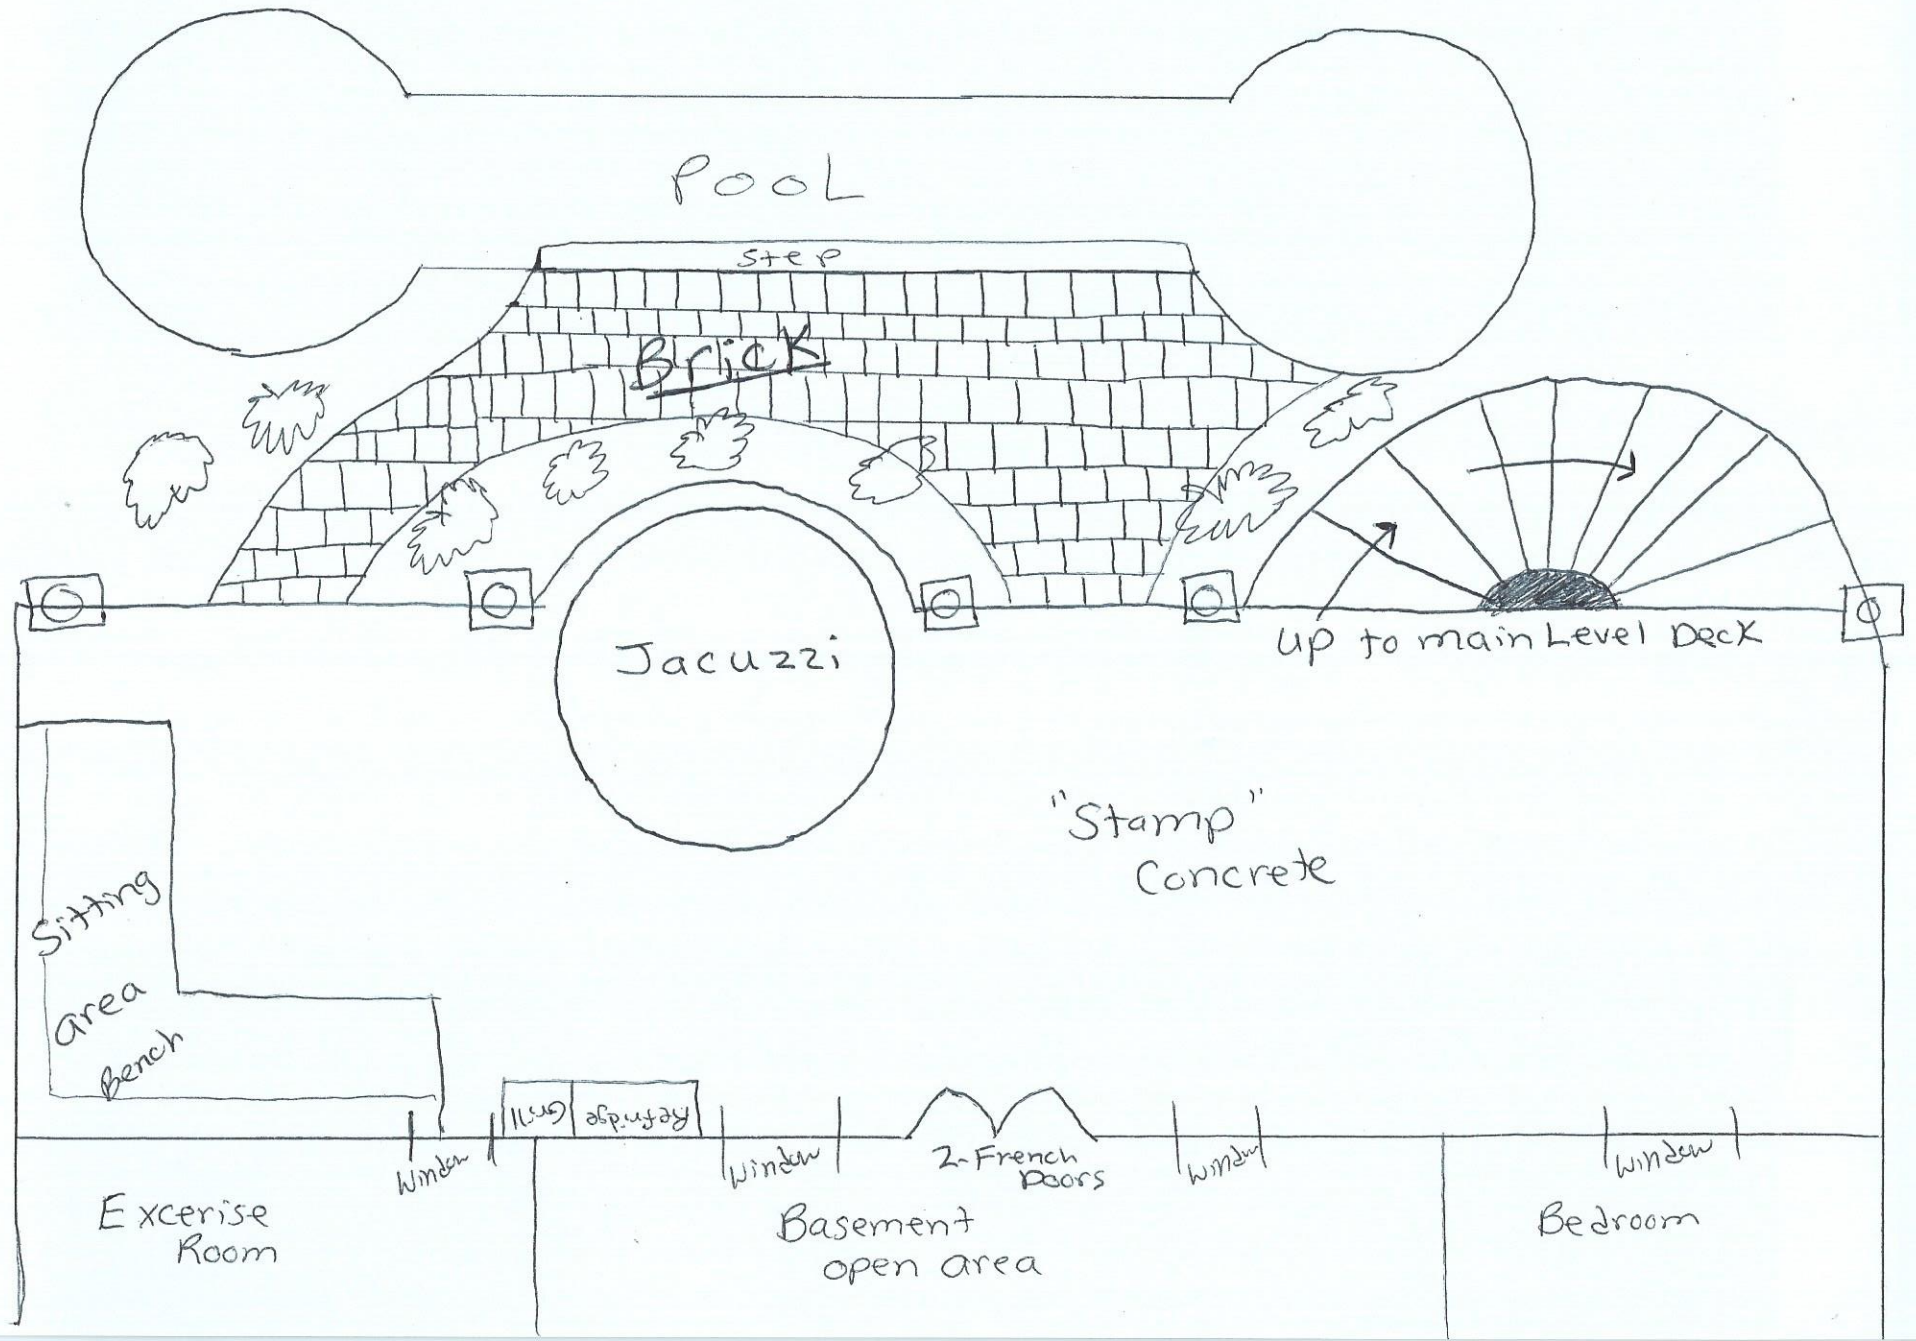 POOL
Step
Brick
Jacuzzi
up to main Level Deck
"Stamp"
Concrete
Sitting
area
Bench
Grill
Refridge
Window
Window
2-French
Doors
Window
Window
Excerise
Room
Basement
open area
Bedroom